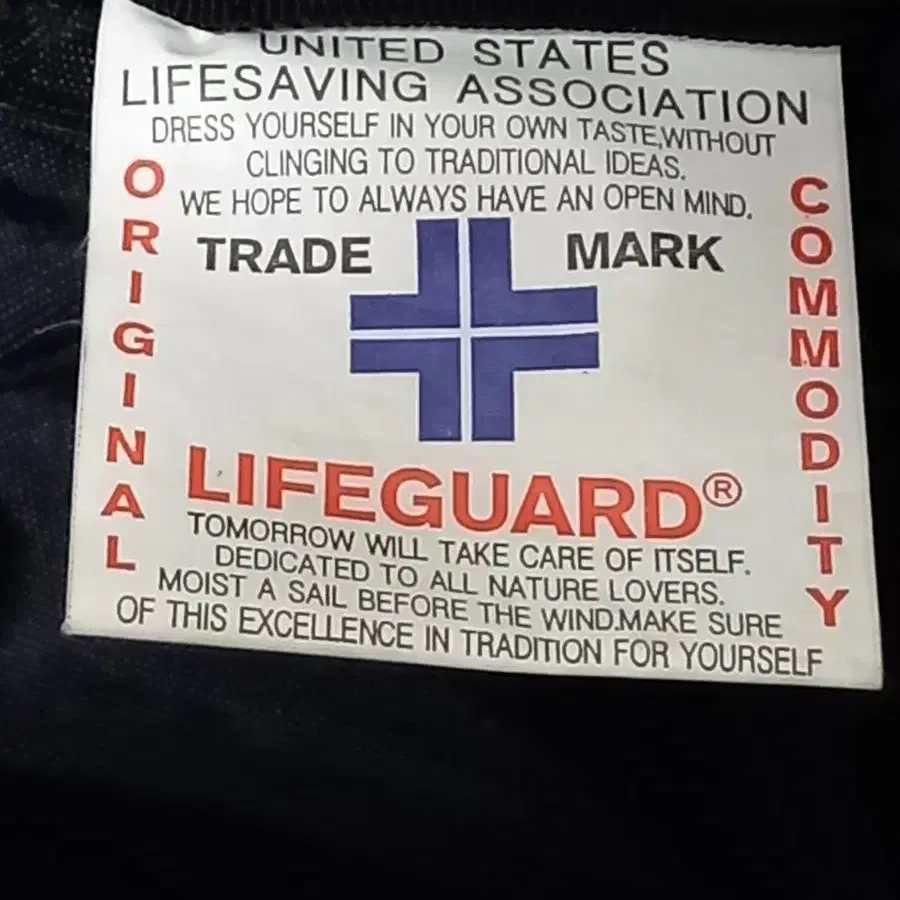 UNITED STATES
LIFESAVING ASSOCIATION
DRESS YOURSELF IN YOUR OWN TASTE,WITHOUT
CLINGING TO TRADITIONAL IDEAS.
WE HOPE TO ALWAYS HAVE AN OPEN MIND.
ORIGINAL
TRADE MARK
COMMODITY
LIFEGUARD®
TOMORROW WILL TAKE CARE OF ITSELF.
DEDICATED TO ALL NATURE LOVERS.
MOIST A SAIL BEFORE THE WIND.MAKE SURE
OF THIS EXCELLENCE IN TRADITION FOR YOURSELF